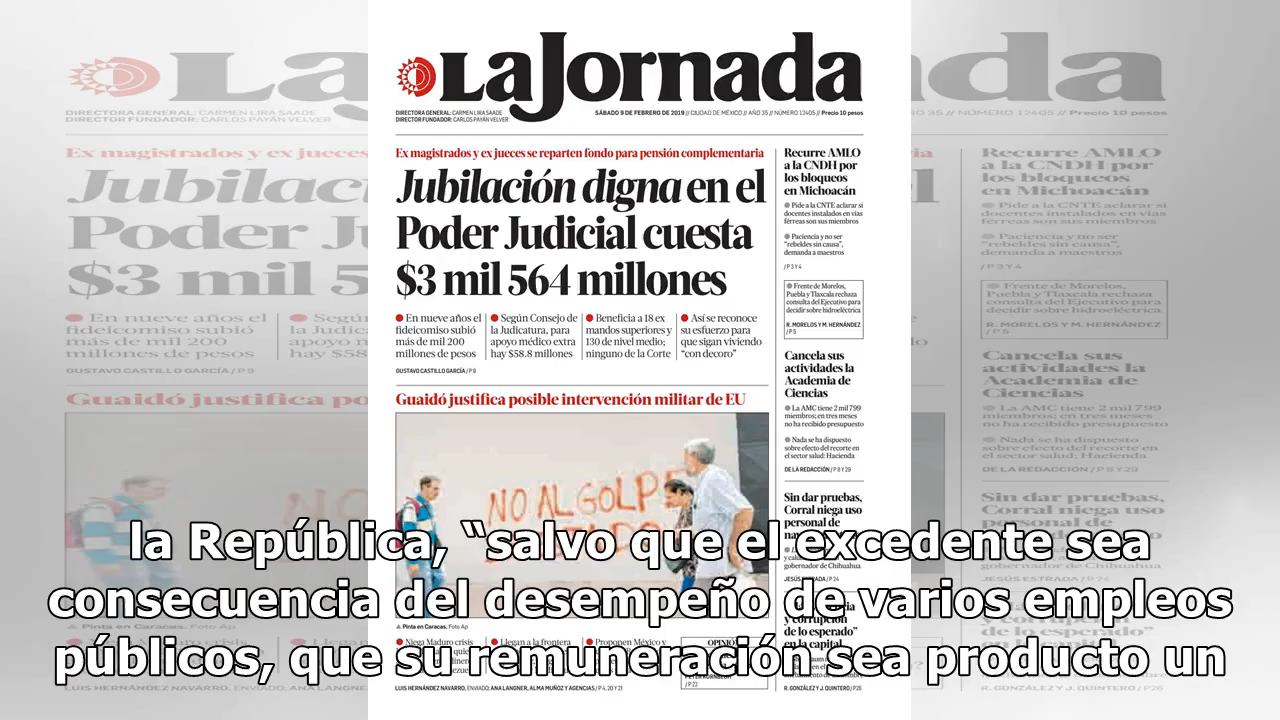 La Jornada
DIRECTORA GENERAL: CARMEN LIRA SAADE
DIRECTOR FUNDADOR: CARLOS PAYÁN VELVER
SÁBADO 9 DE FEBRERO DE 2019 // CIUDAD DE MÉXICO // AÑO 35 // NÚMERO 12405 // Precio 10 pesos
Ex magistrados y ex jueces se reparten fondo para pensión complementaria
Jubilación digna en el
Poder Judicial cuesta
$3 mil 564 millones
● En nueve años el
fideicomiso subió
más de mil 200
millones de pesos
● Según Consejo de
la Judicatura, para
apoyo médico extra
hay $58.8 millones
● Beneficia a 18 ex
mandos superiores y
130 de nivel medio;
ninguno de la Corte
● Así se reconoce
su esfuerzo para
que sigan viviendo
“con decoro”
GUSTAVO CASTILLO GARCÍA / P 9
Guaidó justifica posible intervención militar de EU
NO AL GOLP
▲ Pinta en Caracas. Foto Ap
● Niega Maduro crisis
● Llegan a la frontera
● Proponen México y
OPINIÓN
/ P 22
LUIS HERNÁNDEZ NAVARRO, ENVIADO; ANA LANGNER, ALMA MUÑOZ Y AGENCIAS / P 4, 20 Y 21
Recurre AMLO
a la CNDH por
los bloqueos
en Michoacán
● Pide a la CNTE aclarar si
docentes instalados en vías
férreas son sus miembros
● Paciencia y no ser
“rebeldes sin causa”,
demanda a maestros
/ P 3 Y 4
● Frente de Morelos,
Puebla y Tlaxcala rechaza
consulta del Ejecutivo para
decidir sobre hidroeléctrica
R. MORELOS Y M. HERNÁNDEZ
/ P 5
Cancela sus
actividades la
Academia de
Ciencias
● La AMC tiene 2 mil 799
miembros; en tres meses
no ha recibido presupuesto
● Nada se ha dispuesto
sobre efecto del recorte en
el sector salud: Hacienda
DE LA REDACCIÓN / P 8 Y 29
Sin dar pruebas,
Corral niega uso
personal de
gobernador de Chihuahua
JESÚS ESTRADA / P 24
y corrupción
de lo esperado”
en la capital
R. GONZÁLEZ Y J. QUINTERO / P26
la República, “salvo que el excedente sea
consecuencia del desempeño de varios empleos
públicos, que su remuneración sea producto un